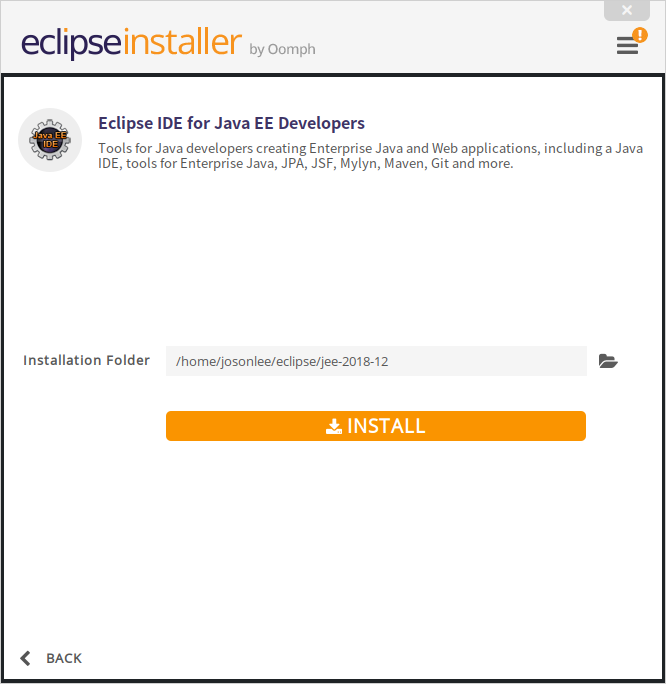 eclipseinstaller by Oomph
!
Java EE
IDE
Eclipse IDE for Java EE Developers
Tools for Java developers creating Enterprise Java and Web applications, including a Java
IDE, tools for Enterprise Java, JPA, JSF, Mylyn, Maven, Git and more.
Installation Folder
/home/josonlee/eclipse/jee-2018-12
INSTALL
BACK